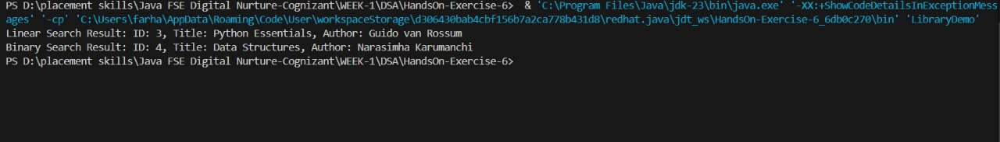 PS D:\placement skills\Java FSE Digital Nurture-Cognizant\WEEK-1\DSA\HandsOn-Exercise-6>  & 'C:\Program Files\Java\jdk-23\bin\java.exe' '-XX:+ShowCodeDetailsInExceptionMess
ages' '-cp' 'C:\Users\farha\AppData\Roaming\Code\User\workspaceStorage\d306430bab4cbf156b7a2ca778b431d8\redhat.java\jdt_ws\HandsOn-Exercise-6_6db0c270\bin' 'LibraryDemo'
Linear Search Result: ID: 3, Title: Python Essentials, Author: Guido van Rossum
Binary Search Result: ID: 4, Title: Data Structures, Author: Narasimha Karumanchi
PS D:\placement skills\Java FSE Digital Nurture-Cognizant\WEEK-1\DSA\HandsOn-Exercise-6>